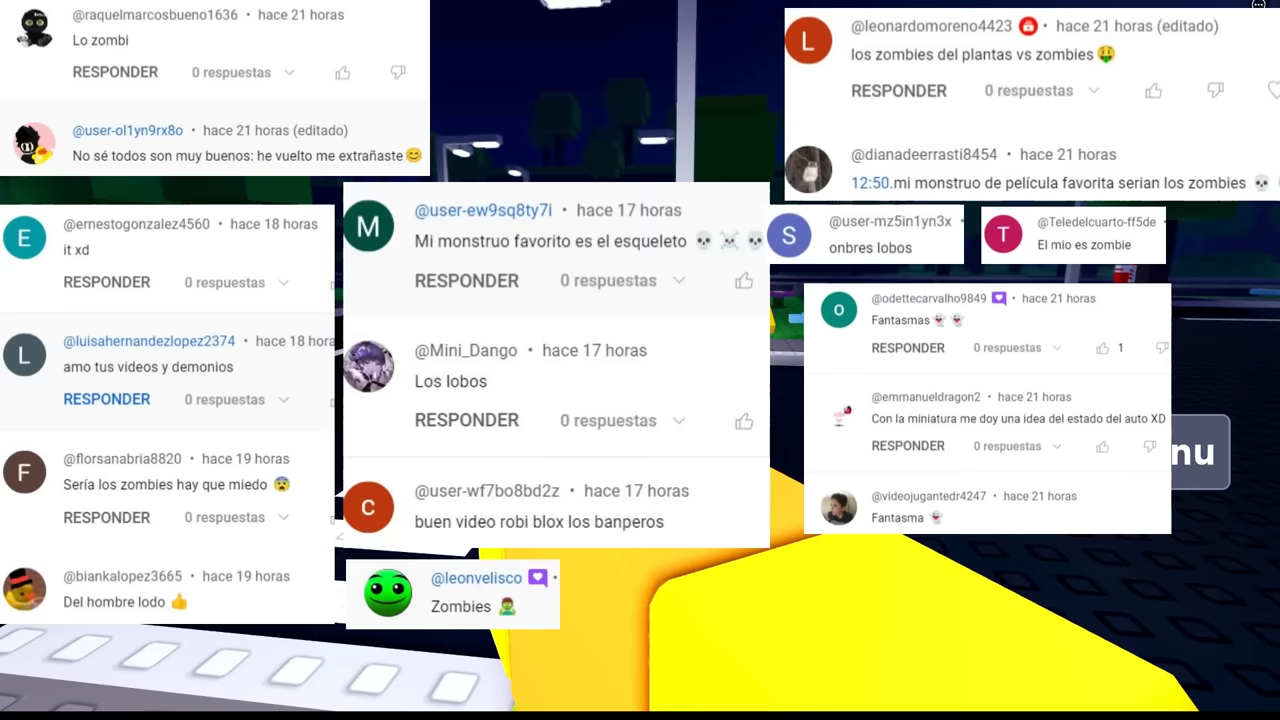 @raquelmarcosbueno1636 • hace 21 horas
Lo zombi
RESPONDER 0 respuestas
@user-ol1yn9rx8o • hace 21 horas (editado)
No sé todos son muy buenos: he vuelto me extrañaste😊
@leonardomoreno4423 • hace 21 horas (editado)
los zombies del plantas vs zombies🤑
RESPONDER 0 respuestas
@dianadeerrasti8454 • hace 21 horas
12:50.mi monstruo de película favorita serian los zombies 💀
@ernestogonzalez4560 • hace 18 horas
it xd
RESPONDER 0 respuestas
@luisahernandezlopez2374 • hace 18 hora
amo tus videos y demonios
RESPONDER 0 respuestas
@florsanabria8820 • hace 19 horas
Sería los zombies hay que miedo 😨
RESPONDER 0 respuestas
@biankalopez3665 • hace 19 horas
Del hombre lodo 👍
M
@user-ew9sq8ty7i • hace 17 horas
Mi monstruo favorito es el esqueleto 💀 ☠️ 💀
RESPONDER 0 respuestas
@Mini_Dango • hace 17 horas
Los lobos
RESPONDER 0 respuestas
C
@user-wf7bo8bd2z • hace 17 horas
buen video robi blox los banperos
@leonvelisco •
Zombies 🧟‍♂️
S
@user-mz5in1yn3x •
onbres lobos
T
@Teledelcuarto-ff5de •
El mio es zombie
@odettecarvalho9849 • hace 21 horas
Fantasmas 👻 👻
RESPONDER 0 respuestas 1
@emmanueldragon2 • hace 21 horas
Con la miniatura me doy una idea del estado del auto XD
RESPONDER 0 respuestas
@videojugantedr4247 • hace 21 horas
Fantasma 👻
nu
L
E
L
F
O